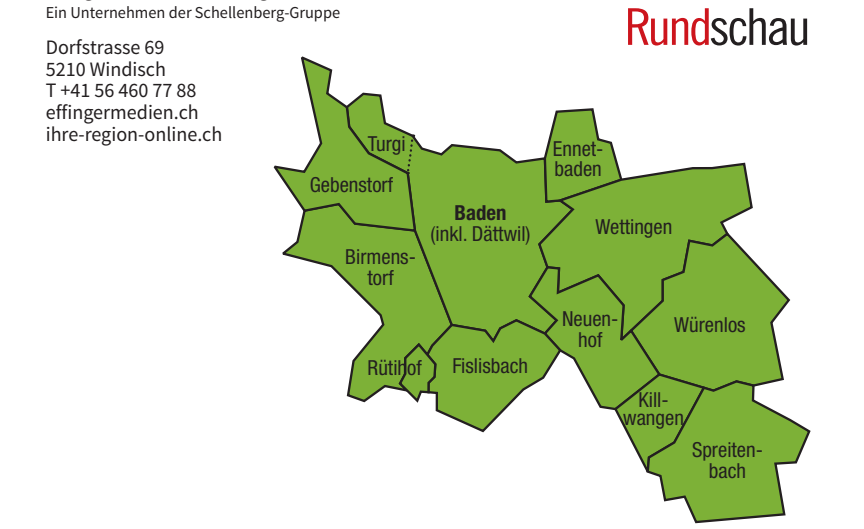 Ein Unternehmen der Schellenberg-Gruppe
Rundschau
Dorfstrasse 69
5210 Windisch
T +41 56 460 77 88
effingermedien.ch
ihre-region-online.ch
Turgi
Ennet-
baden
Gebenstorf
Baden
(inkl. Dättwil)
Wettingen
Birmens-
torf
Neuen-
hof
Würenlos
Rütihof
Fislisbach
Kill-
wangen
Spreiten-
bach